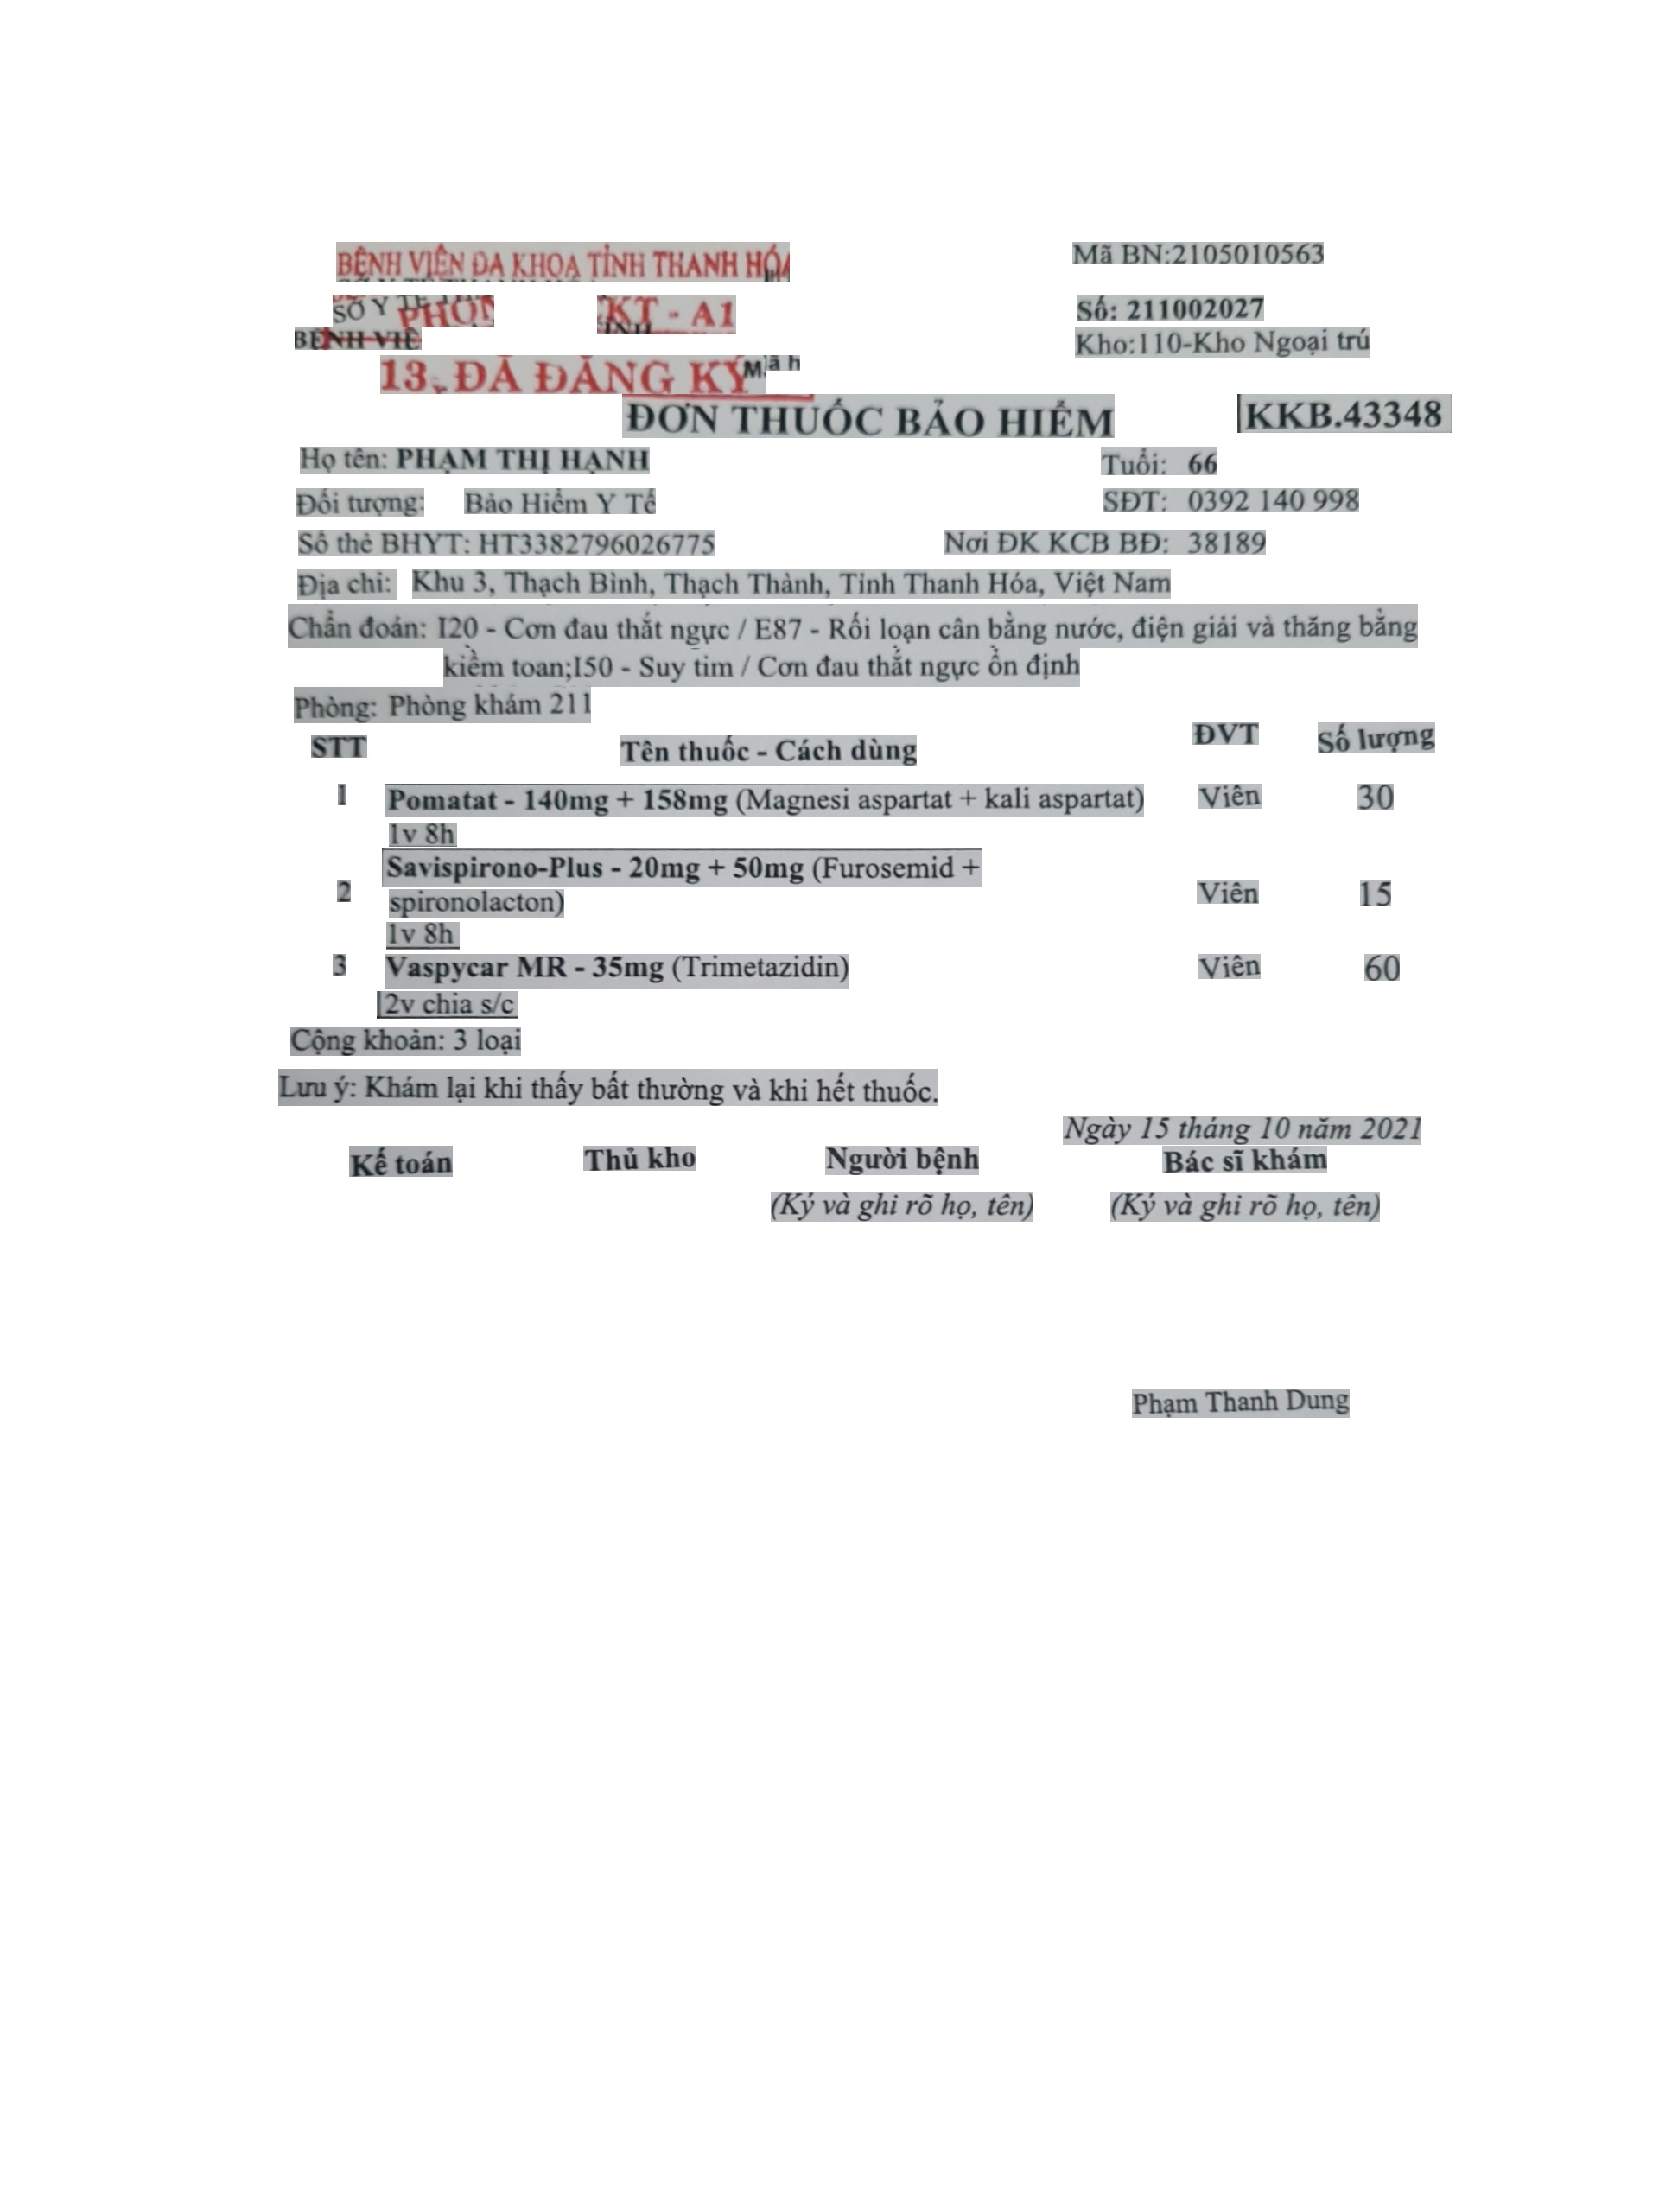 BỆNH VIỆN ĐA KHOA TỈNH THANH HÓA
Mã BN:2105010563
SỞ Y TẾ
KT - A1
Số: 211002027
BỆNH VIỆ
Kho:110-Kho Ngoại trú
13. ĐÃ ĐĂNG KÝ
ĐƠN THUỐC BẢO HIỂM
KKB.43348
Họ tên: PHẠM THỊ HẠNH
Tuổi: 66
Đối tượng: Bảo Hiểm Y Tế
SĐT: 0392 140 998
Số thẻ BHYT: HT3382796026775
Nơi ĐK KCB BĐ: 38189
Địa chỉ: Khu 3, Thạch Bình, Thạch Thành, Tỉnh Thanh Hóa, Việt Nam
Chẩn đoán: I20 - Cơn đau thắt ngực / E87 - Rối loạn cân bằng nước, điện giải và thăng bằng
kiềm toan;I50 - Suy tim / Cơn đau thắt ngực ổn định
Phòng: Phòng khám 211
STT Tên thuốc - Cách dùng ĐVT Số lượng
1 Pomatat - 140mg + 158mg (Magnesi aspartat + kali aspartat) Viên 30
1v 8h
2 Savispirono-Plus - 20mg + 50mg (Furosemid + Viên 15
spironolacton)
1v 8h
3 Vaspycar MR - 35mg (Trimetazidin) Viên 60
2v chia s/c
Cộng khoản: 3 loại
Lưu ý: Khám lại khi thấy bất thường và khi hết thuốc.
Ngày 15 tháng 10 năm 2021
Kế toán Thủ kho Người bệnh Bác sĩ khám
(Ký và ghi rõ họ, tên) (Ký và ghi rõ họ, tên)
Phạm Thanh Dung